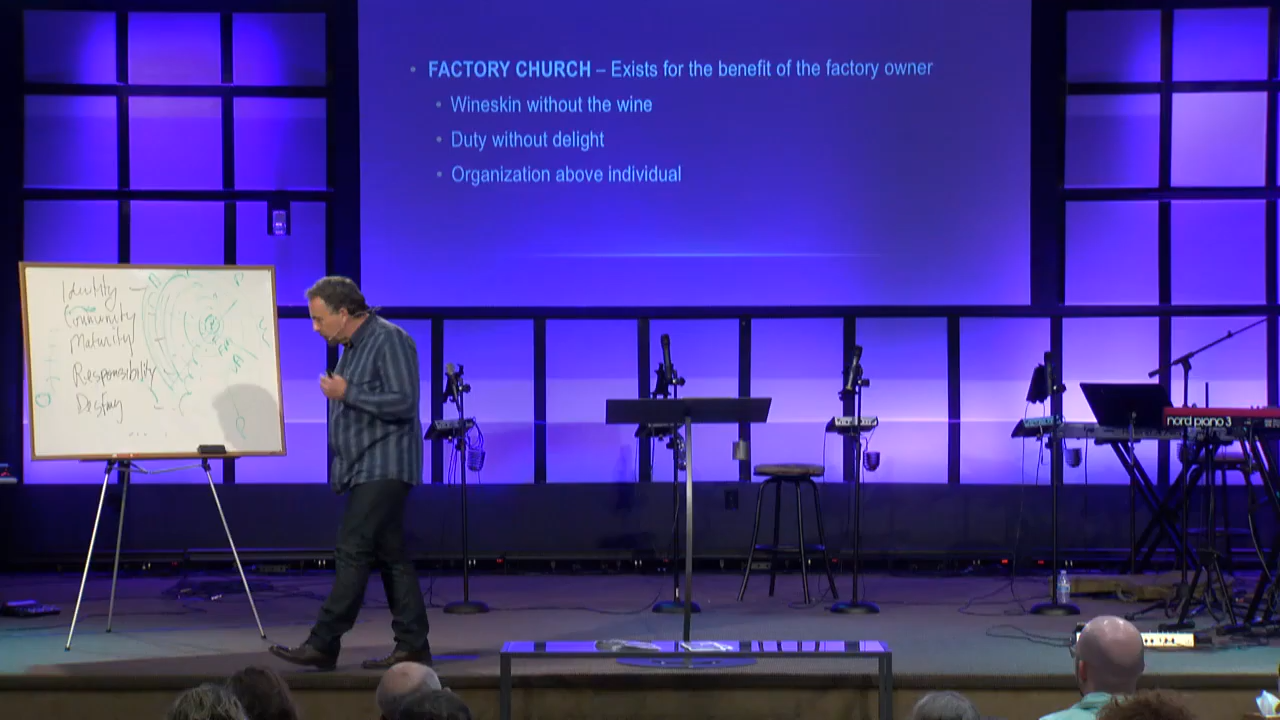 • FACTORY CHURCH – Exists for the benefit of the factory owner
• Wineskin without the wine
• Duty without delight
• Organization above individual
Identity
Community
Maturity
Responsibility
Destiny
nord piano 3